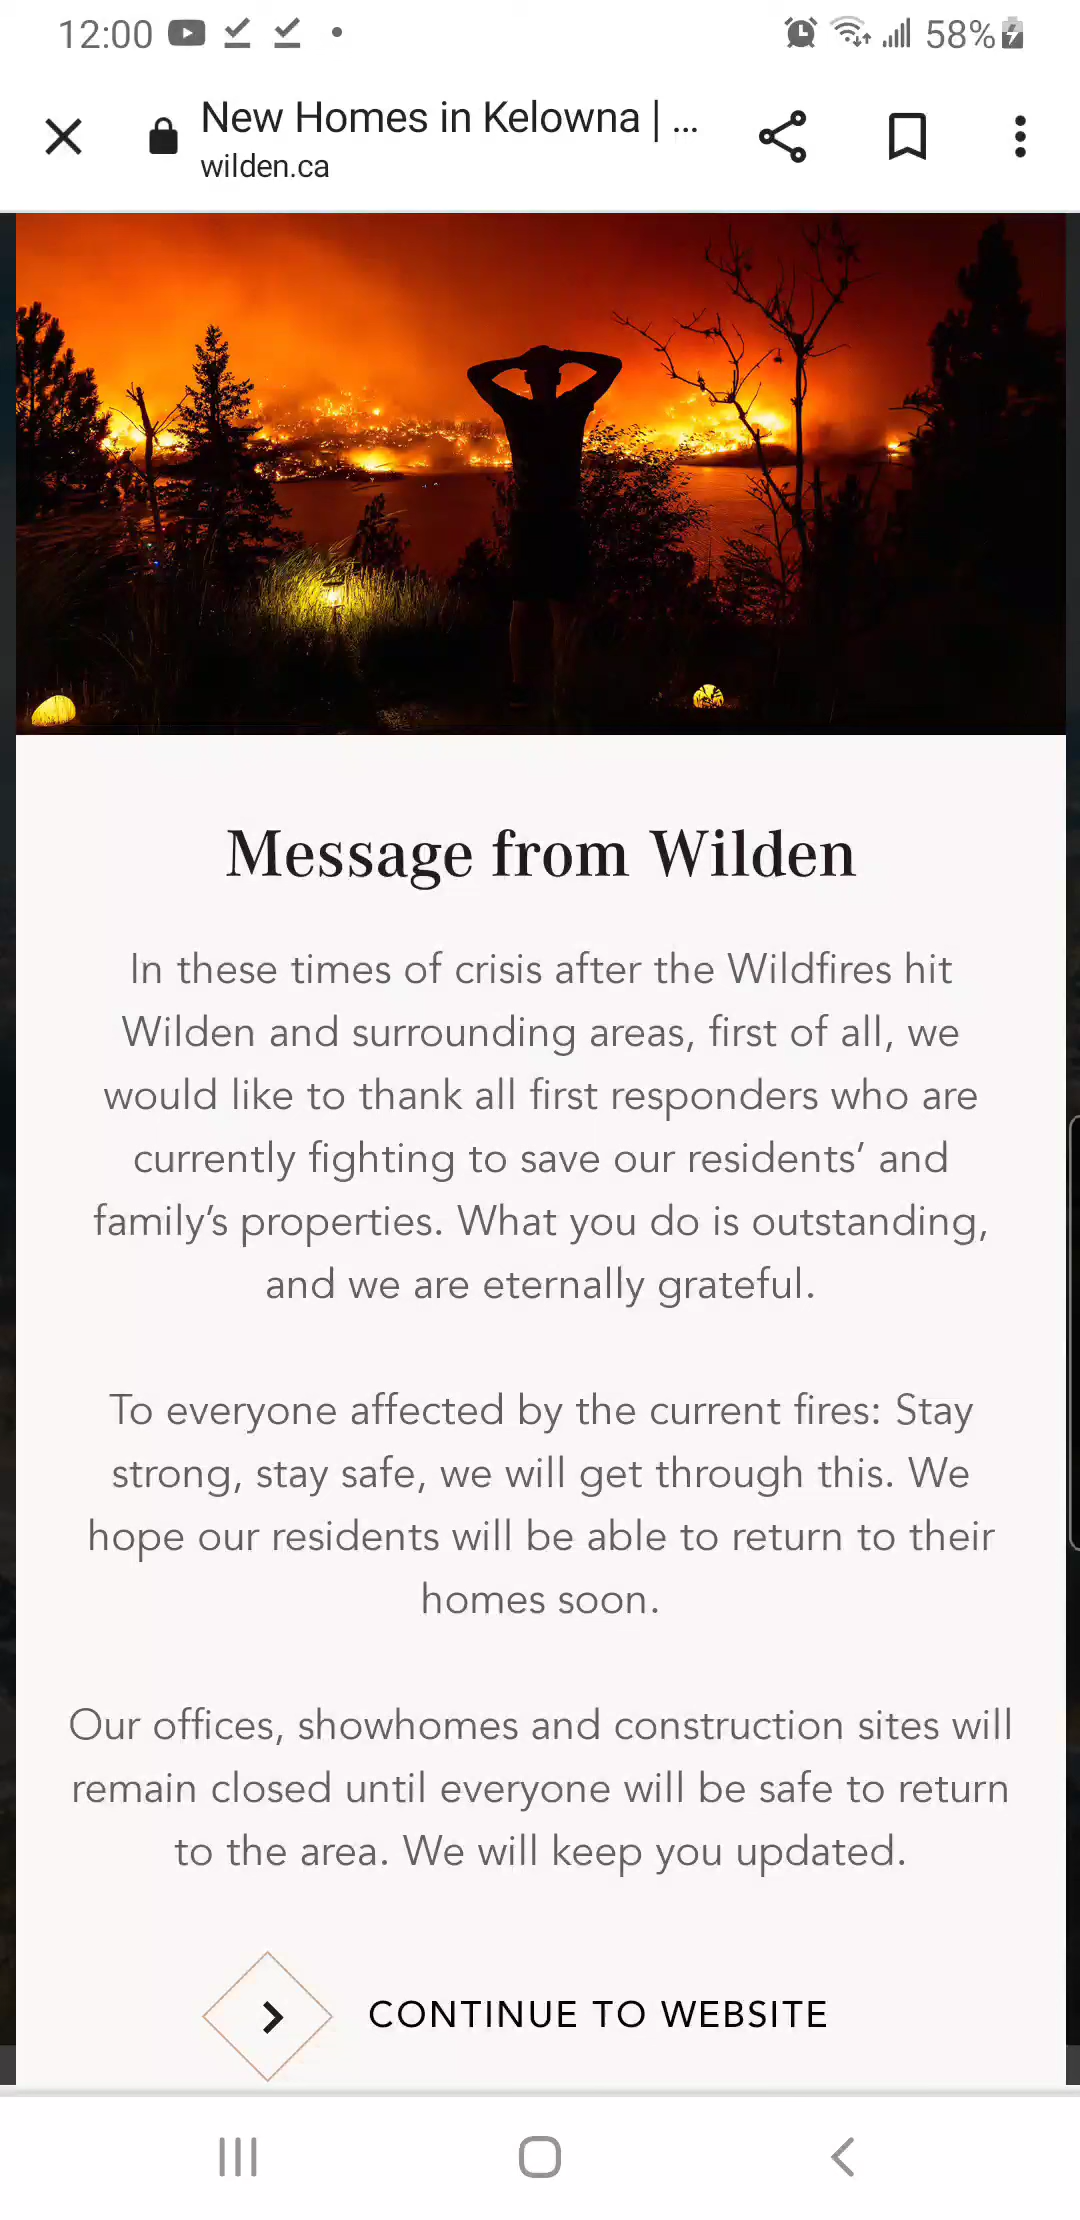 12:00
58%
New Homes in Kelowna | ...
wilden.ca
Message from Wilden
In these times of crisis after the Wildfires hit
Wilden and surrounding areas, first of all, we
would like to thank all first responders who are
currently fighting to save our residents’ and
family’s properties. What you do is outstanding,
and we are eternally grateful.
To everyone affected by the current fires: Stay
strong, stay safe, we will get through this. We
hope our residents will be able to return to their
homes soon.
Our offices, showhomes and construction sites will
remain closed until everyone will be safe to return
to the area. We will keep you updated.
CONTINUE TO WEBSITE